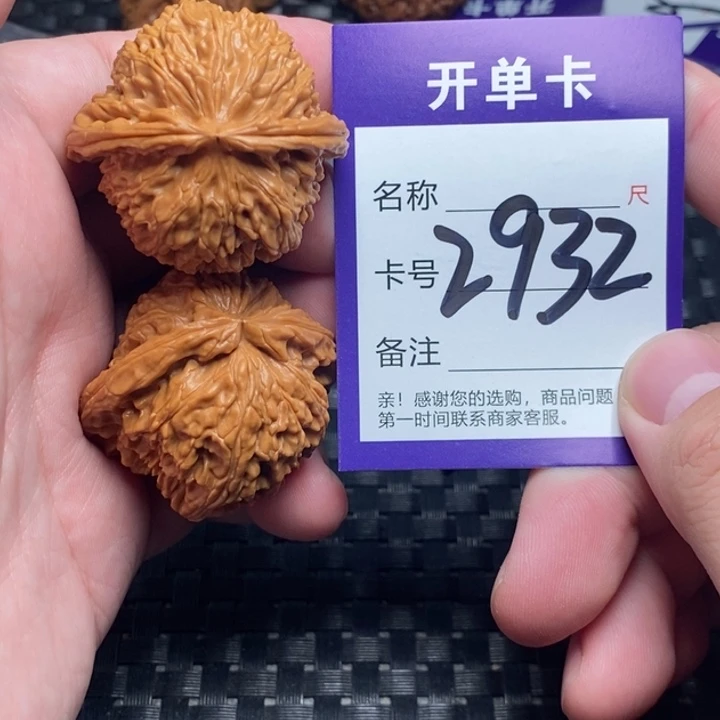 开单卡
名称 尺
卡号 2932
备注
亲！感谢您的选购，商品问题
第一时间联系商家客服。